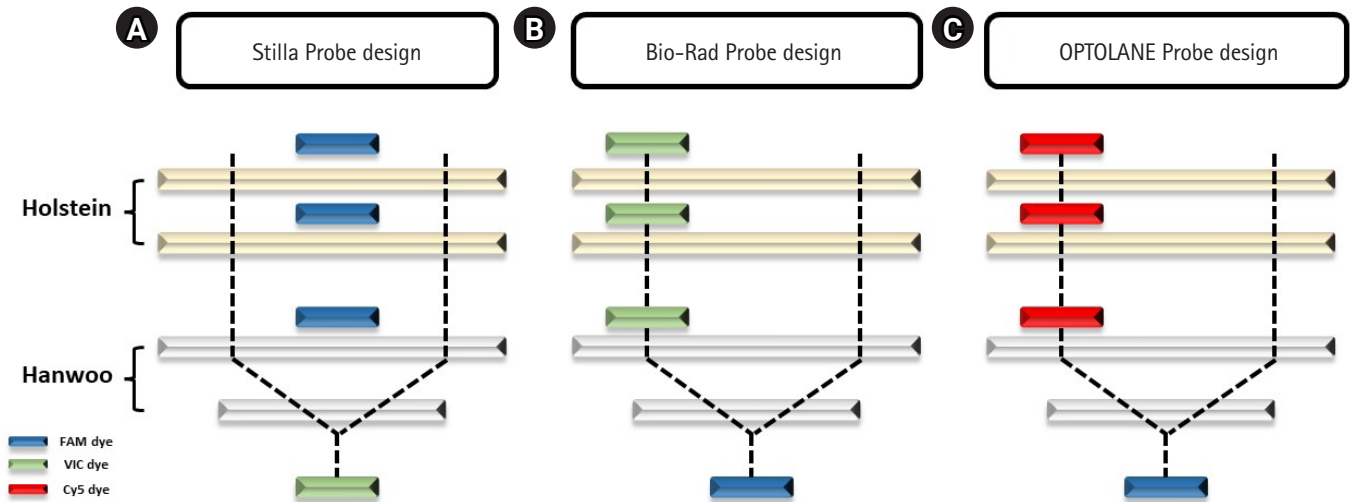 A
Stilla Probe design
B
Bio-Rad Probe design
C
OPTOLANE Probe design
Holstein
Hanwoo
FAM dye
VIC dye
Cy5 dye